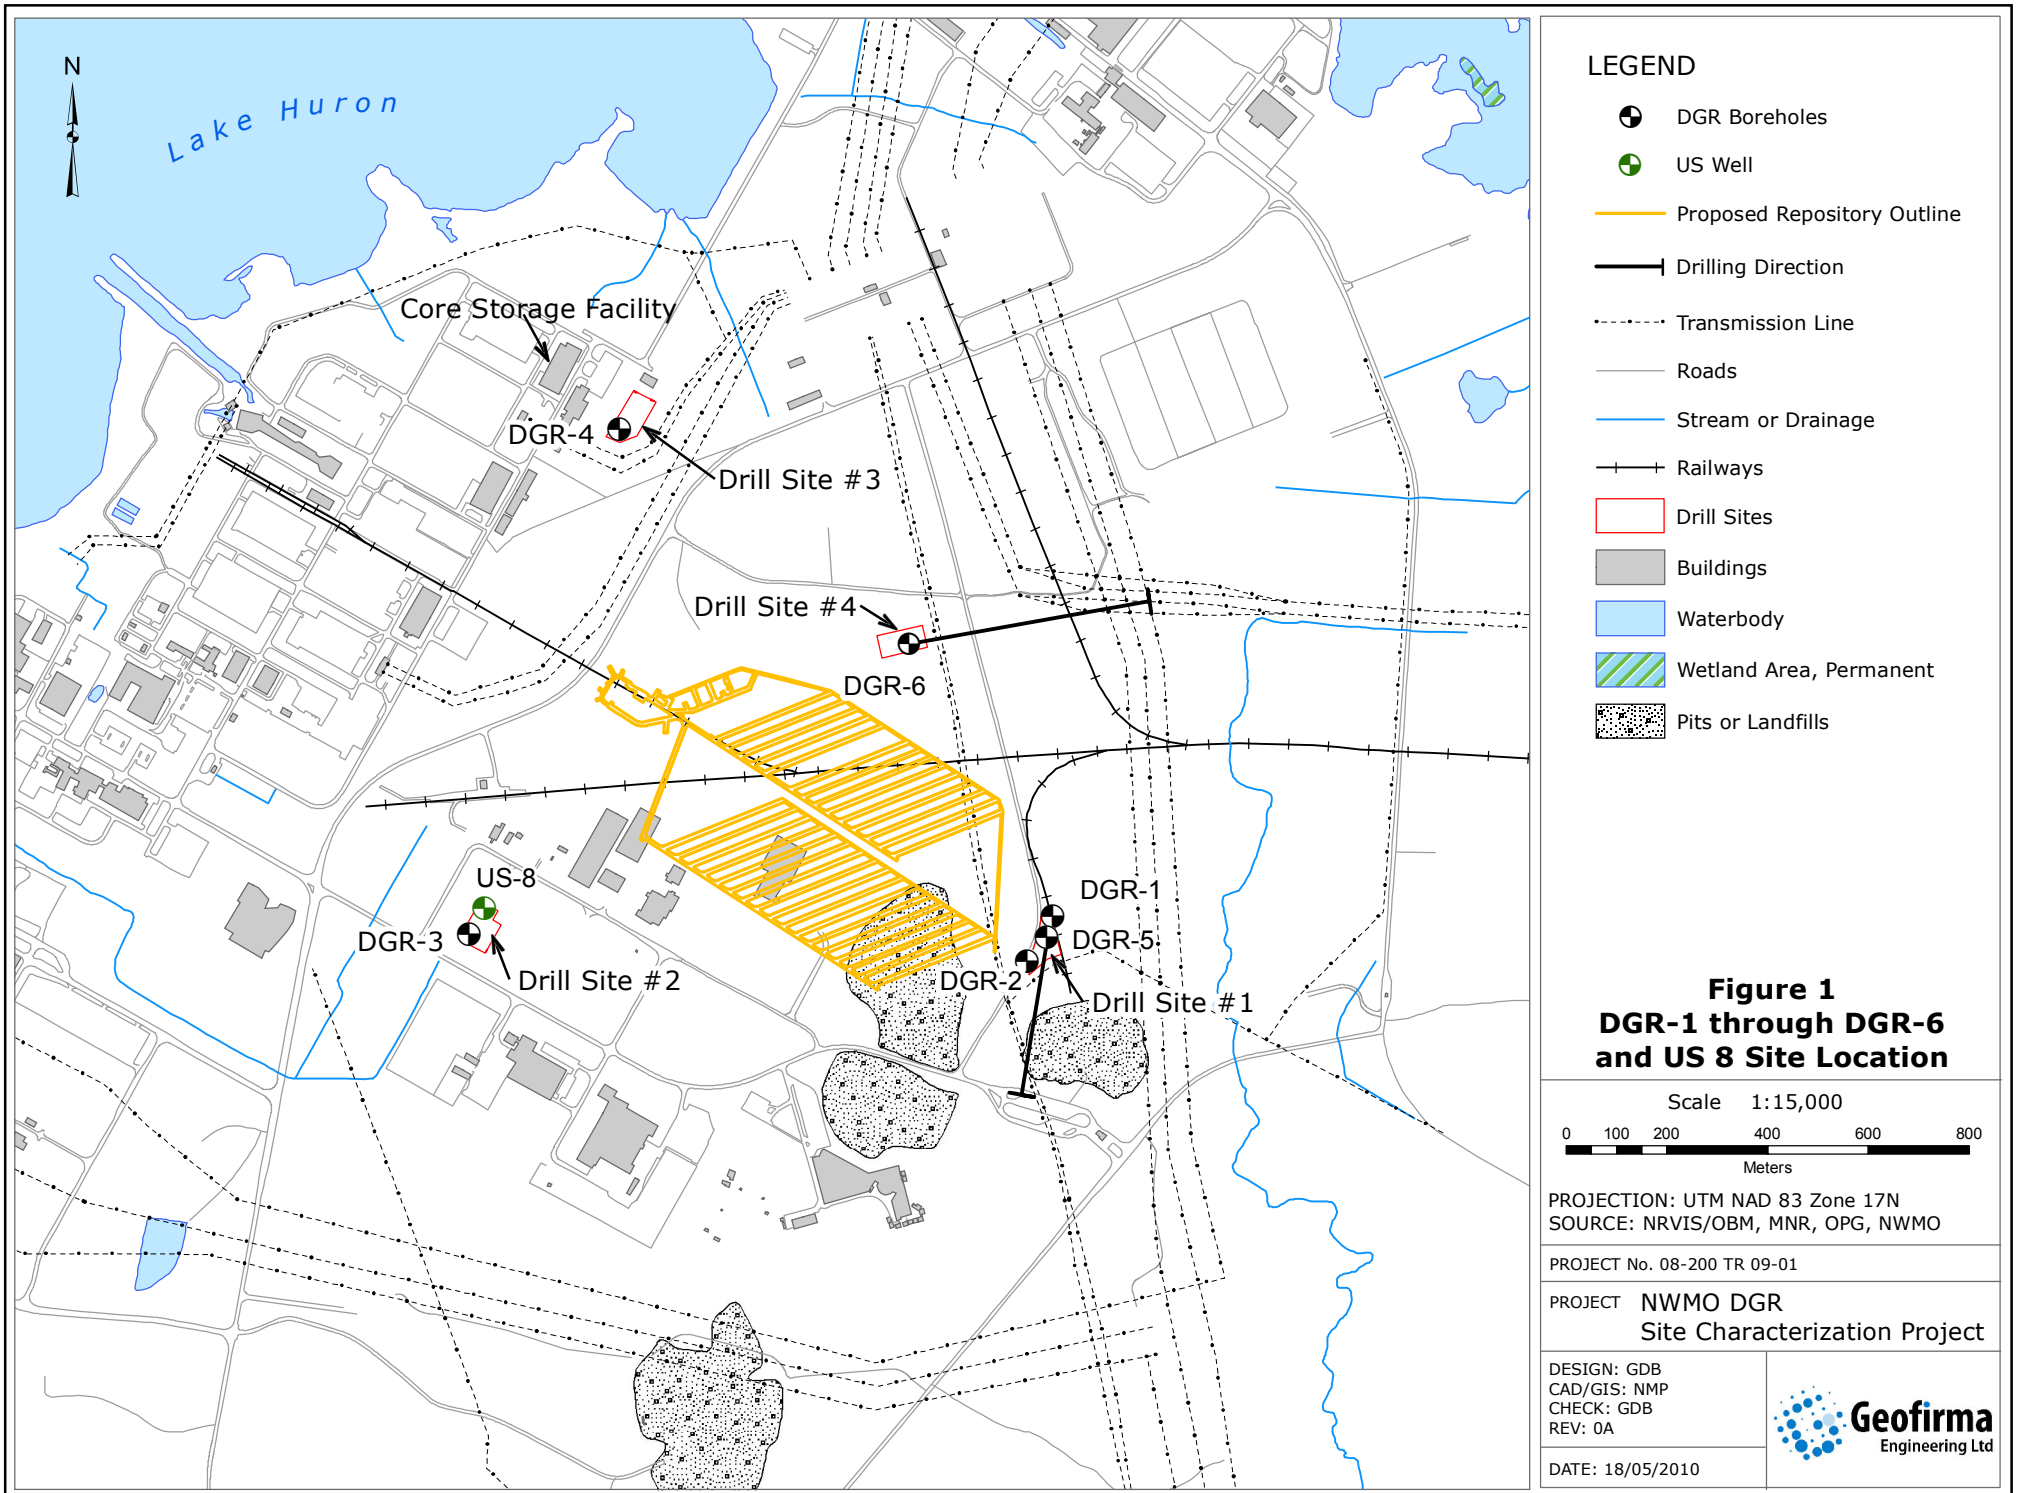 N
Lake Huron
Core Storage Facility
DGR-4
Drill Site #3
Drill Site #4
DGR-6
US-8
DGR-3
Drill Site #2
DGR-1
DGR-5
DGR-2
Drill Site #1
LEGEND
DGR Boreholes
US Well
Proposed Repository Outline
Drilling Direction
Transmission Line
Roads
Stream or Drainage
Railways
Drill Sites
Buildings
Waterbody
Wetland Area, Permanent
Pits or Landfills
Figure 1
DGR-1 through DGR-6
and US 8 Site Location
Scale 1:15,000
0 100 200 400 600 800
Meters
PROJECTION: UTM NAD 83 Zone 17N
SOURCE: NRVIS/OBM, MNR, OPG, NWMO
PROJECT No. 08-200 TR 09-01
PROJECT NWMO DGR
Site Characterization Project
DESIGN: GDB
CAD/GIS: NMP
CHECK: GDB
REV: 0A
DATE: 18/05/2010
Geofirma
Engineering Ltd